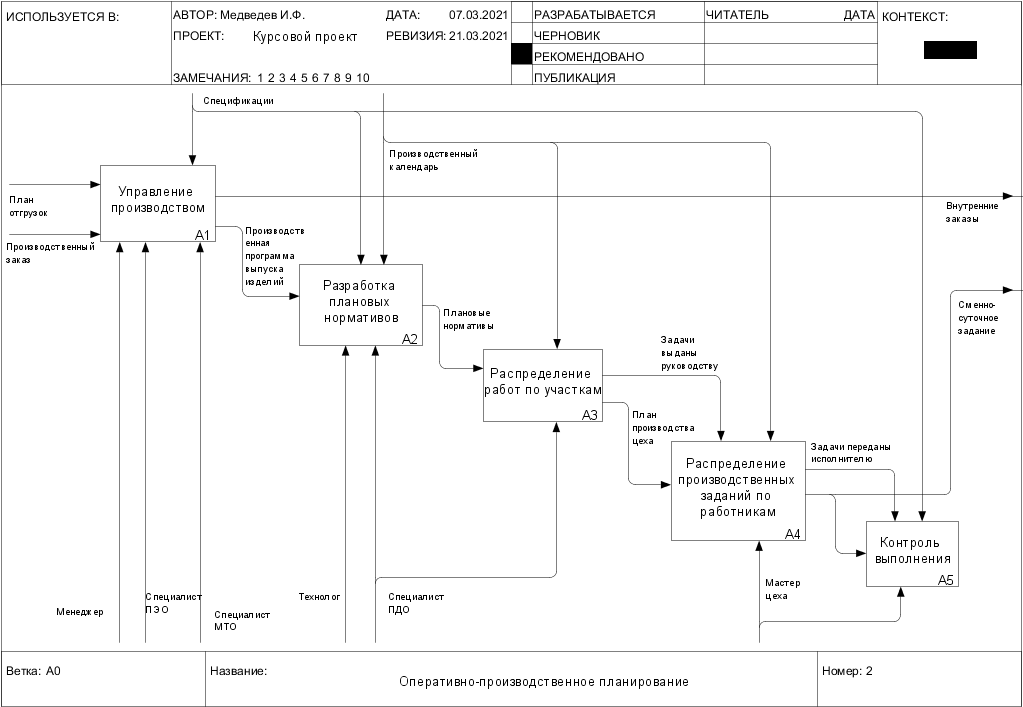 ИСПОЛЬЗУЕТСЯ В:
АВТОР: Медведев И.Ф.
ДАТА: 07.03.2021
РАЗРАБАТЫВАЕТСЯ
ЧИТАТЕЛЬ
ДАТА
КОНТЕКСТ:
ПРОЕКТ: Курсовой проект
РЕВИЗИЯ: 21.03.2021
ЧЕРНОВИК
РЕКОМЕНДОВАНО
ЗАМЕЧАНИЯ: 1 2 3 4 5 6 7 8 9 10
ПУБЛИКАЦИЯ
Спецификации
Производственный
календарь
План
отгрузок
Производственный
заказ
Управление
производством
A1
Внутренние
заказы
Производств
енная
программа
выпуска
изделий
Разработка
плановых
нормативов
A2
Плановые
нормативы
Сменно-
суточное
задание
Распределение
работ по участкам
A3
Задачи
выданы
руководству
План
производства
цеха
Распределение
производственных
заданий по
работникам
A4
Задачи переданы
исполнителю
Контроль
выполнения
A5
Менеджер
Специалист
ПЭО
Специалист
МТО
Технолог
Специалист
ПДО
Мастер
цеха
Ветка: A0
Название:
Оперативно-производственное планирование
Номер: 2